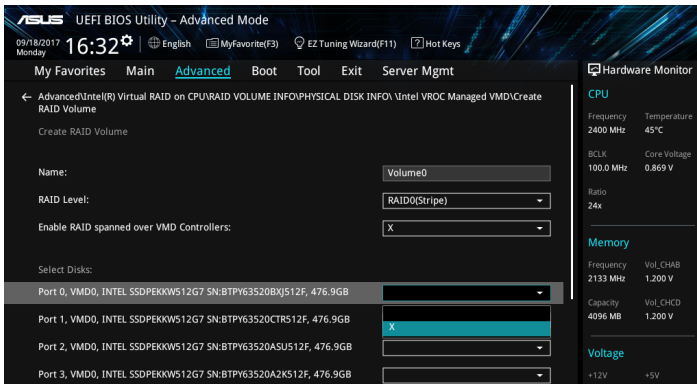 ASUS UEFI BIOS Utility – Advanced Mode
09/18/2017
Monday
16:32
English
MyFavorite(F3)
EZ Tuning Wizard(F11)
? Hot Keys
My Favorites Main Advanced Boot Tool Exit Server Mgmt
Hardware Monitor
← Advanced\Intel(R) Virtual RAID on CPU\RAID VOLUME INFO\PHYSICAL DISK INFO\ \Intel VROC Managed VMD\Create
RAID Volume
Create RAID Volume
Name: Volume0
RAID Level: RAID0(Stripe)
Enable RAID spanned over VMD Controllers: X
Select Disks:
Port 0, VMD0, INTEL SSDPEKKW512G7 SN:BTPY63520BXJ512F, 476.9GB
Port 1, VMD0, INTEL SSDPEKKW512G7 SN:BTPY63520CTR512F, 476.9GB
X
Port 2, VMD0, INTEL SSDPEKKW512G7 SN:BTPY63520ASU512F, 476.9GB
Port 3, VMD0, INTEL SSDPEKKW512G7 SN:BTPY63520A2K512F, 476.9GB
CPU
Frequency Temperature
2400 MHz 45°C
BCLK Core Voltage
100.0 MHz 0.869 V
Ratio
24x
Memory
Frequency Vol_CHAB
2133 MHz 1.200 V
Capacity Vol_CHCD
4096 MB 1.200 V
Voltage
+12V +5V